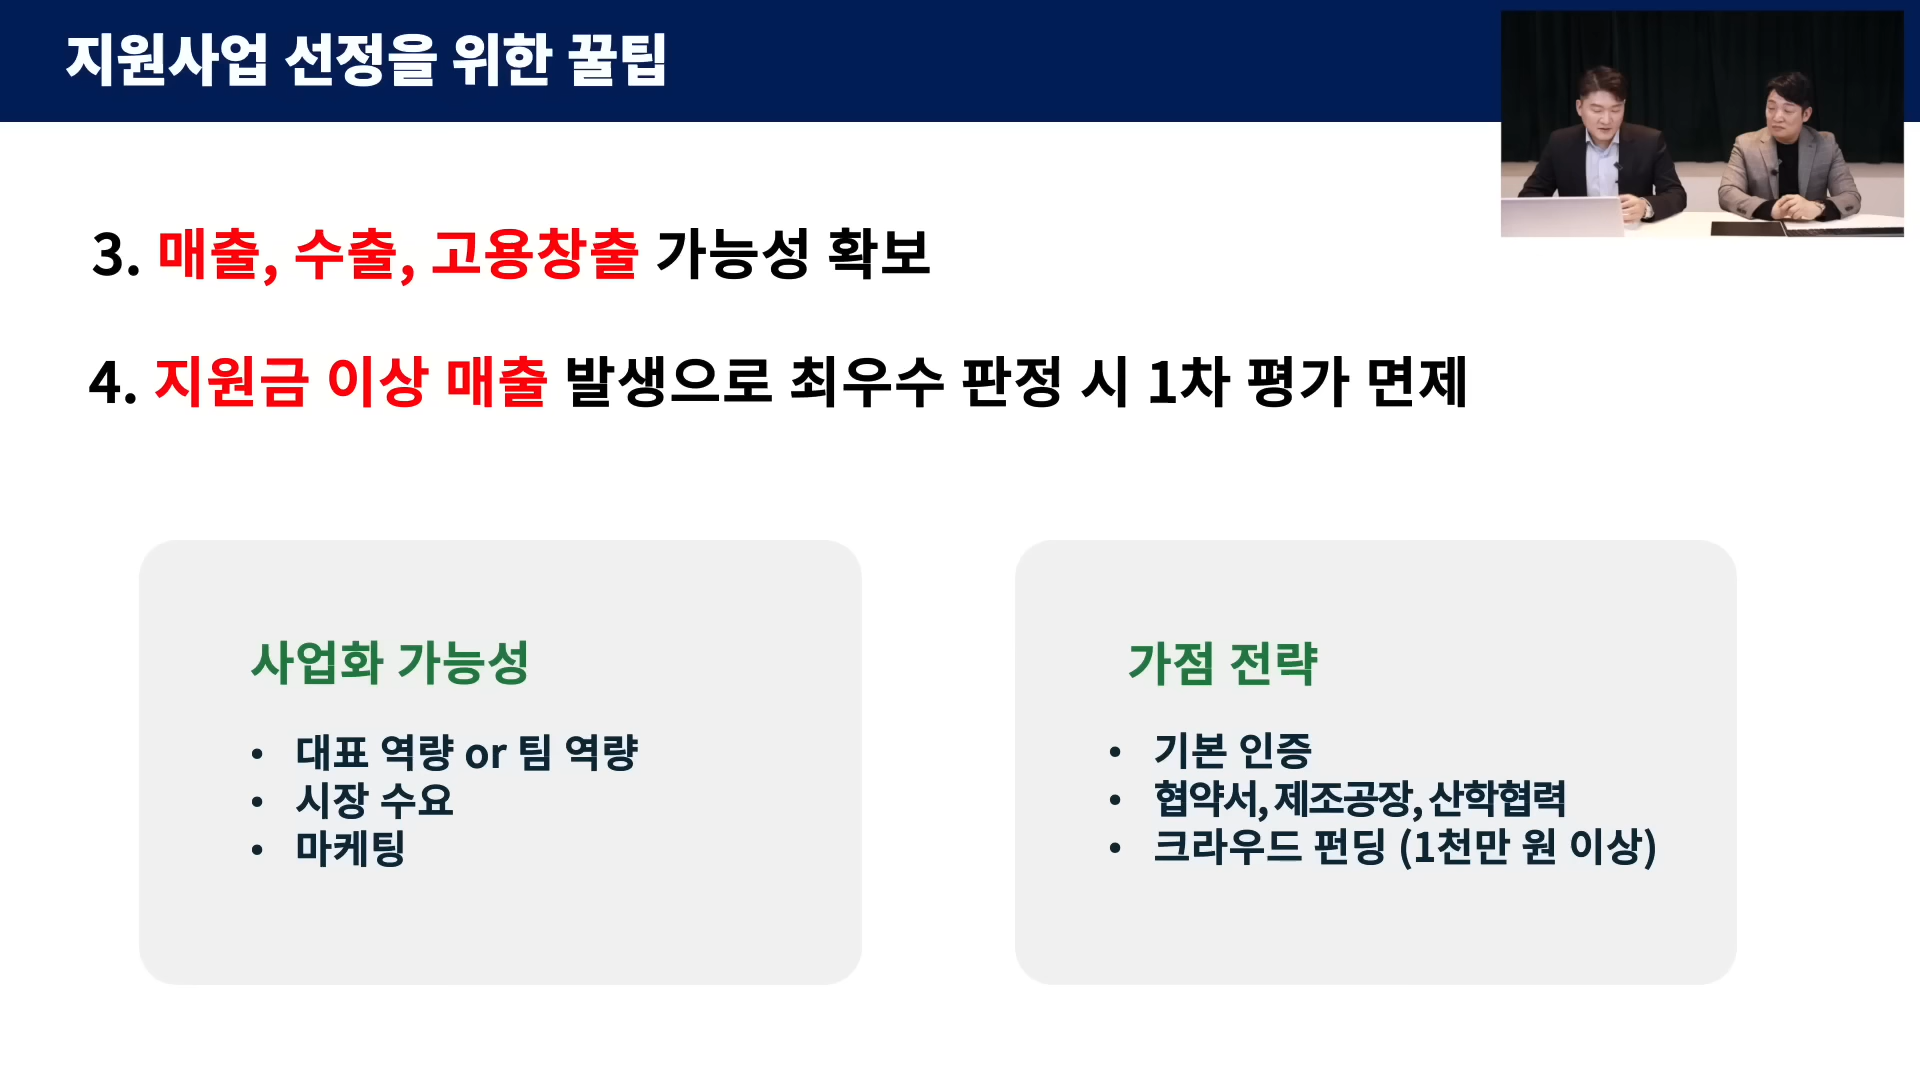 지원사업 선정을 위한 꿀팁
3. 매출, 수출, 고용창출 가능성 확보
4. 지원금 이상 매출 발생으로 최우수 판정 시 1차 평가 면제
사업화 가능성
• 대표 역량 or 팀 역량
• 시장 수요
• 마케팅
가점 전략
• 기본 인증
• 협약서, 제조공장, 산학협력
• 크라우드 펀딩 (1천만 원 이상)